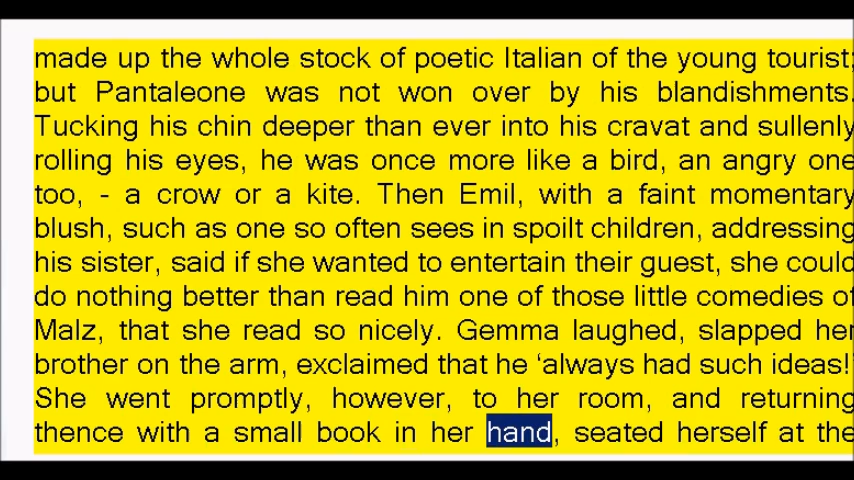 made up the whole stock of poetic Italian of the young tourist;
but Pantaleone was not won over by his blandishments.
Tucking his chin deeper than ever into his cravat and sullenly
rolling his eyes, he was once more like a bird, an angry one
too, - a crow or a kite. Then Emil, with a faint momentary
blush, such as one so often sees in spoilt children, addressing
his sister, said if she wanted to entertain their guest, she could
do nothing better than read him one of those little comedies of
Malz, that she read so nicely. Gemma laughed, slapped her
brother on the arm, exclaimed that he ‘always had such ideas!’
She went promptly, however, to her room, and returning
thence with a small book in her hand, seated herself at the